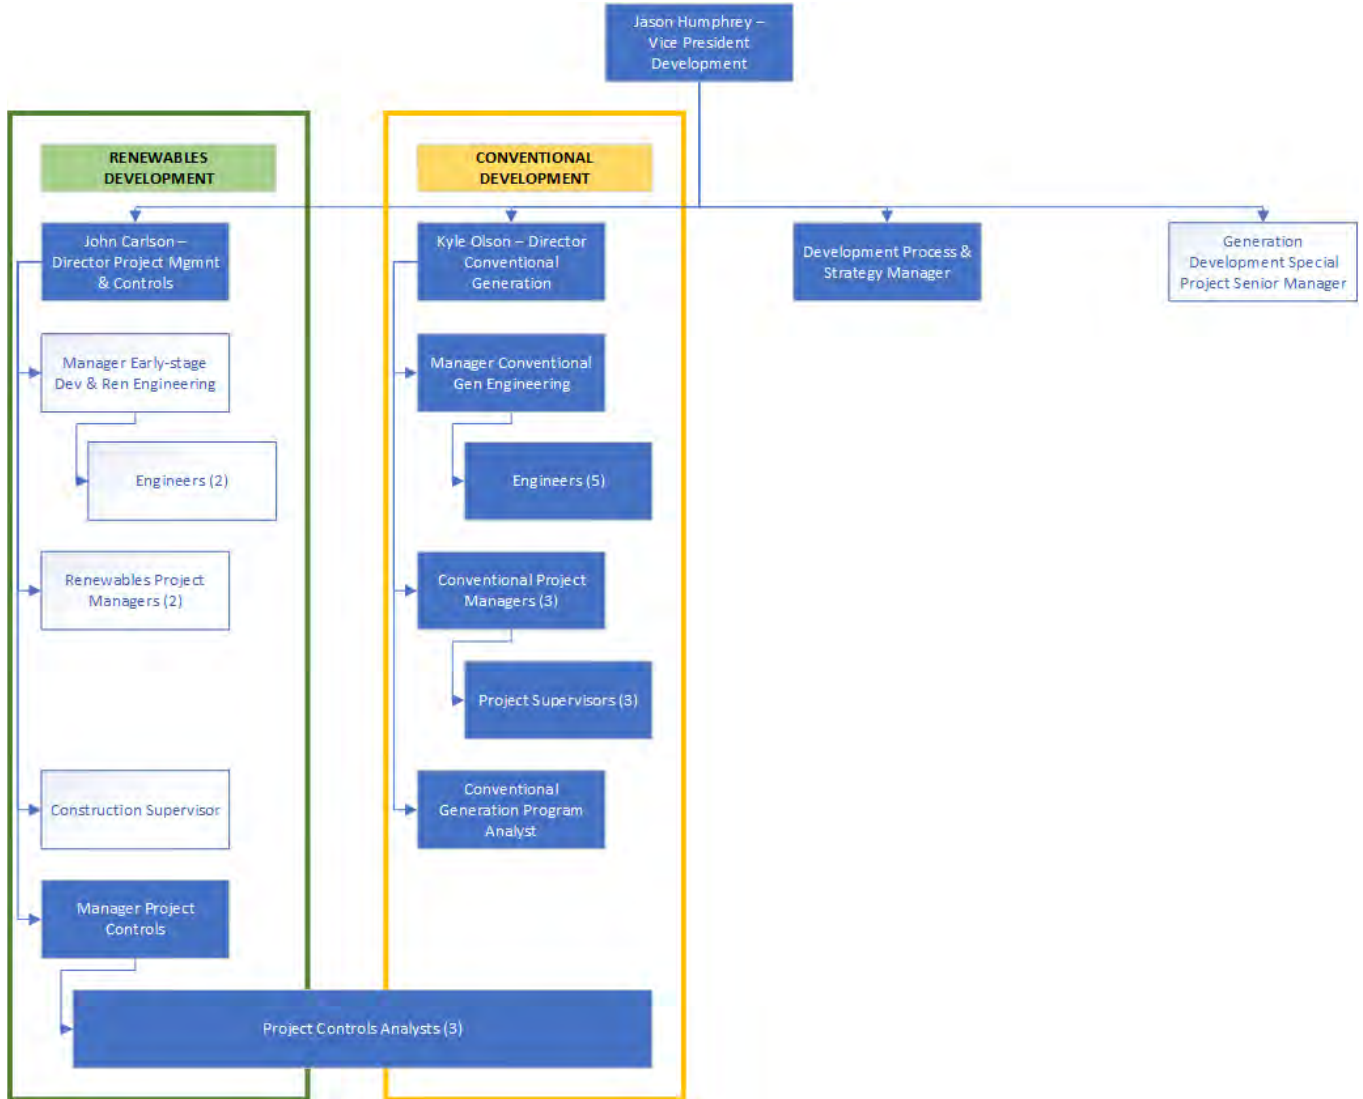 Jason Humphrey –
Vice President
Development
RENEWABLES
DEVELOPMENT
CONVENTIONAL
DEVELOPMENT
John Carlson –
Director Project Mgmnt
& Controls
Kyle Olson – Director
Conventional
Generation
Development Process &
Strategy Manager
Generation
Development Special
Project Senior Manager
Manager Early-stage
Dev & Ren Engineering
Manager Conventional
Gen Engineering
Engineers (2)
Engineers (5)
Renewables Project
Managers (2)
Conventional Project
Managers (3)
Project Supervisors (3)
Construction Supervisor
Conventional
Generation Program
Analyst
Manager Project
Controls
Project Controls Analysts (3)